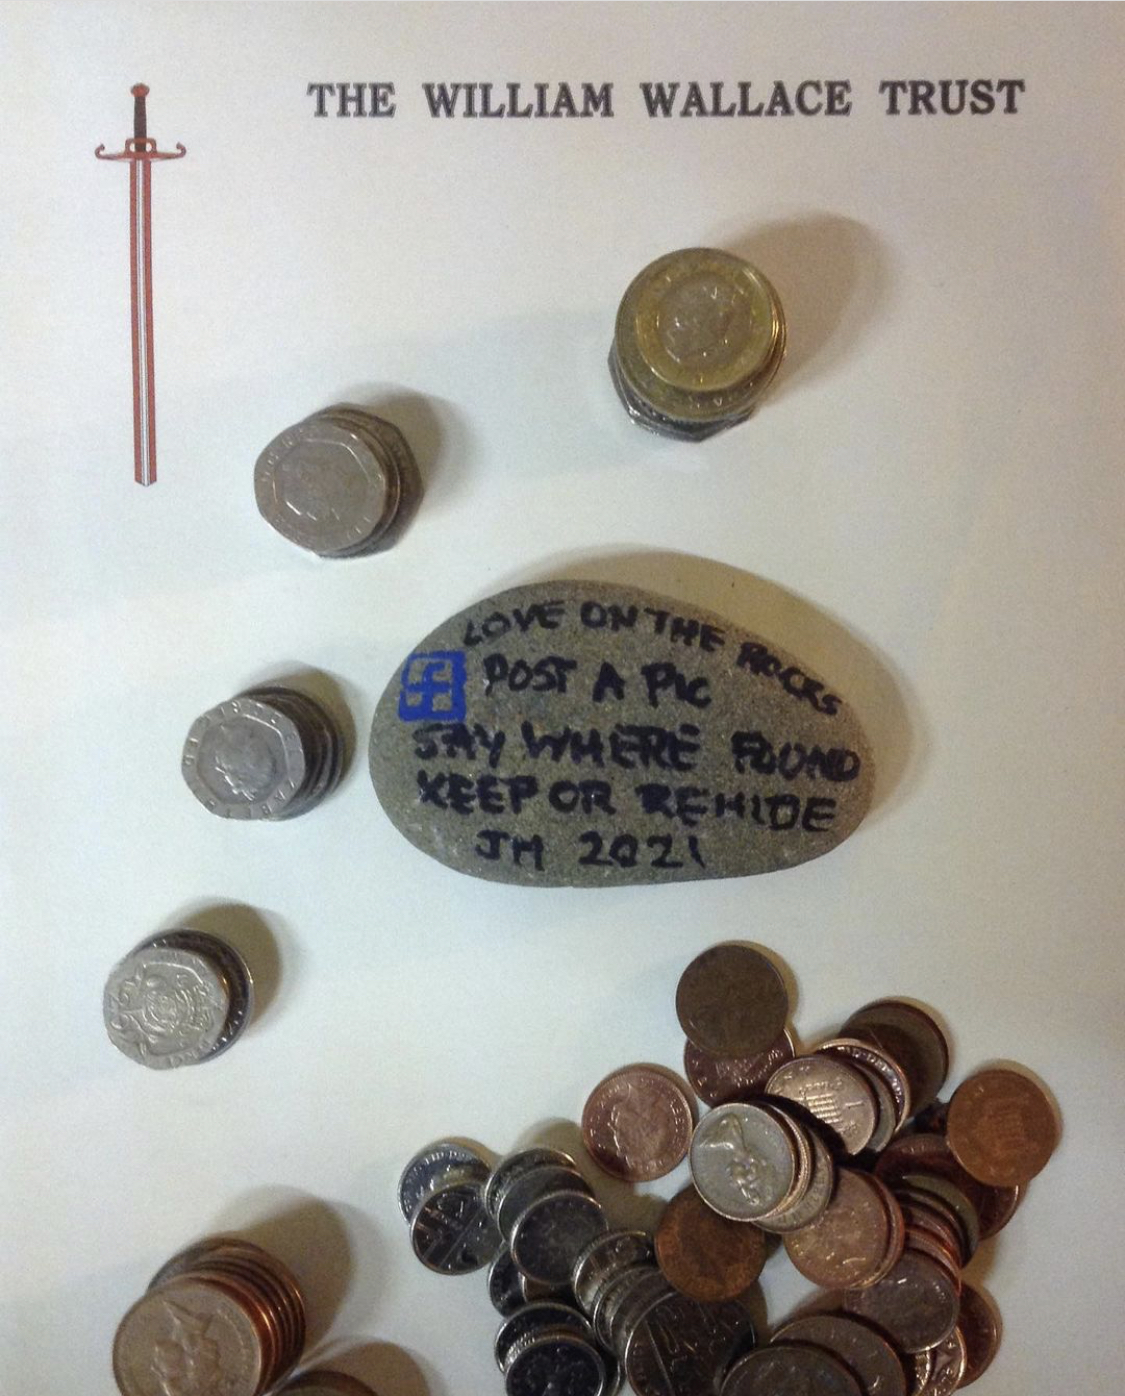 THE WILLIAM WALLACE TRUST
LOVE ON THE ROCKS
POST A PIC
SAY WHERE FOUND
KEEP OR REHIDE
JM 2021